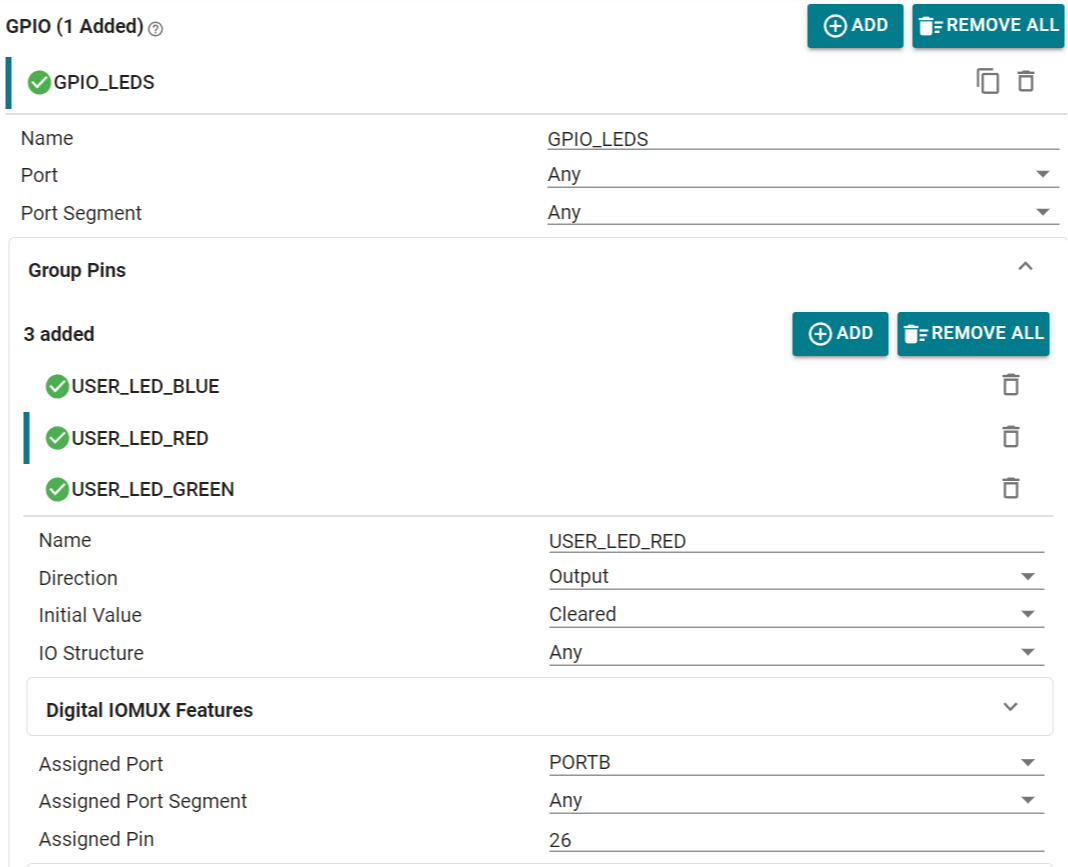 GPIO (1 Added) ?
ADD
REMOVE ALL
GPIO_LEDS
Name GPIO_LEDS
Port Any
Port Segment Any
Group Pins
3 added
ADD
REMOVE ALL
USER_LED_BLUE
USER_LED_RED
USER_LED_GREEN
Name USER_LED_RED
Direction Output
Initial Value Cleared
IO Structure Any
Digital IOMUX Features
Assigned Port PORTB
Assigned Port Segment Any
Assigned Pin 26